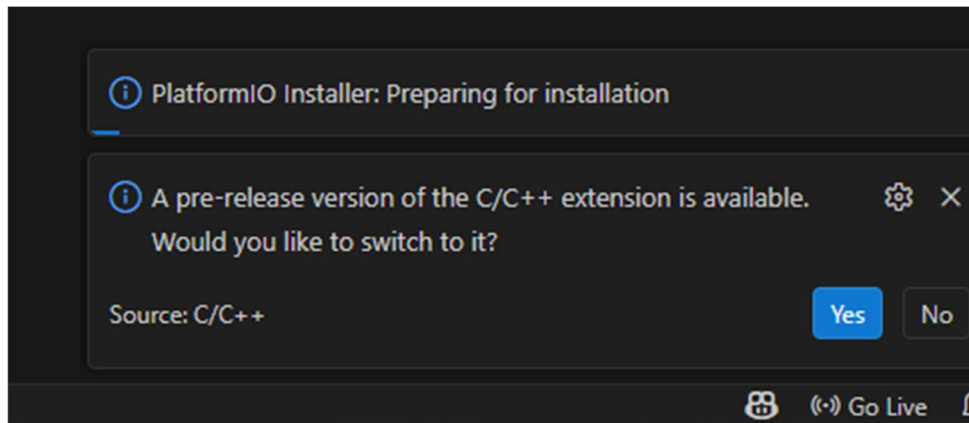 PlatformIO Installer: Preparing for installation
A pre-release version of the C/C++ extension is available.
Would you like to switch to it?
Source: C/C++
Yes
No
Go Live